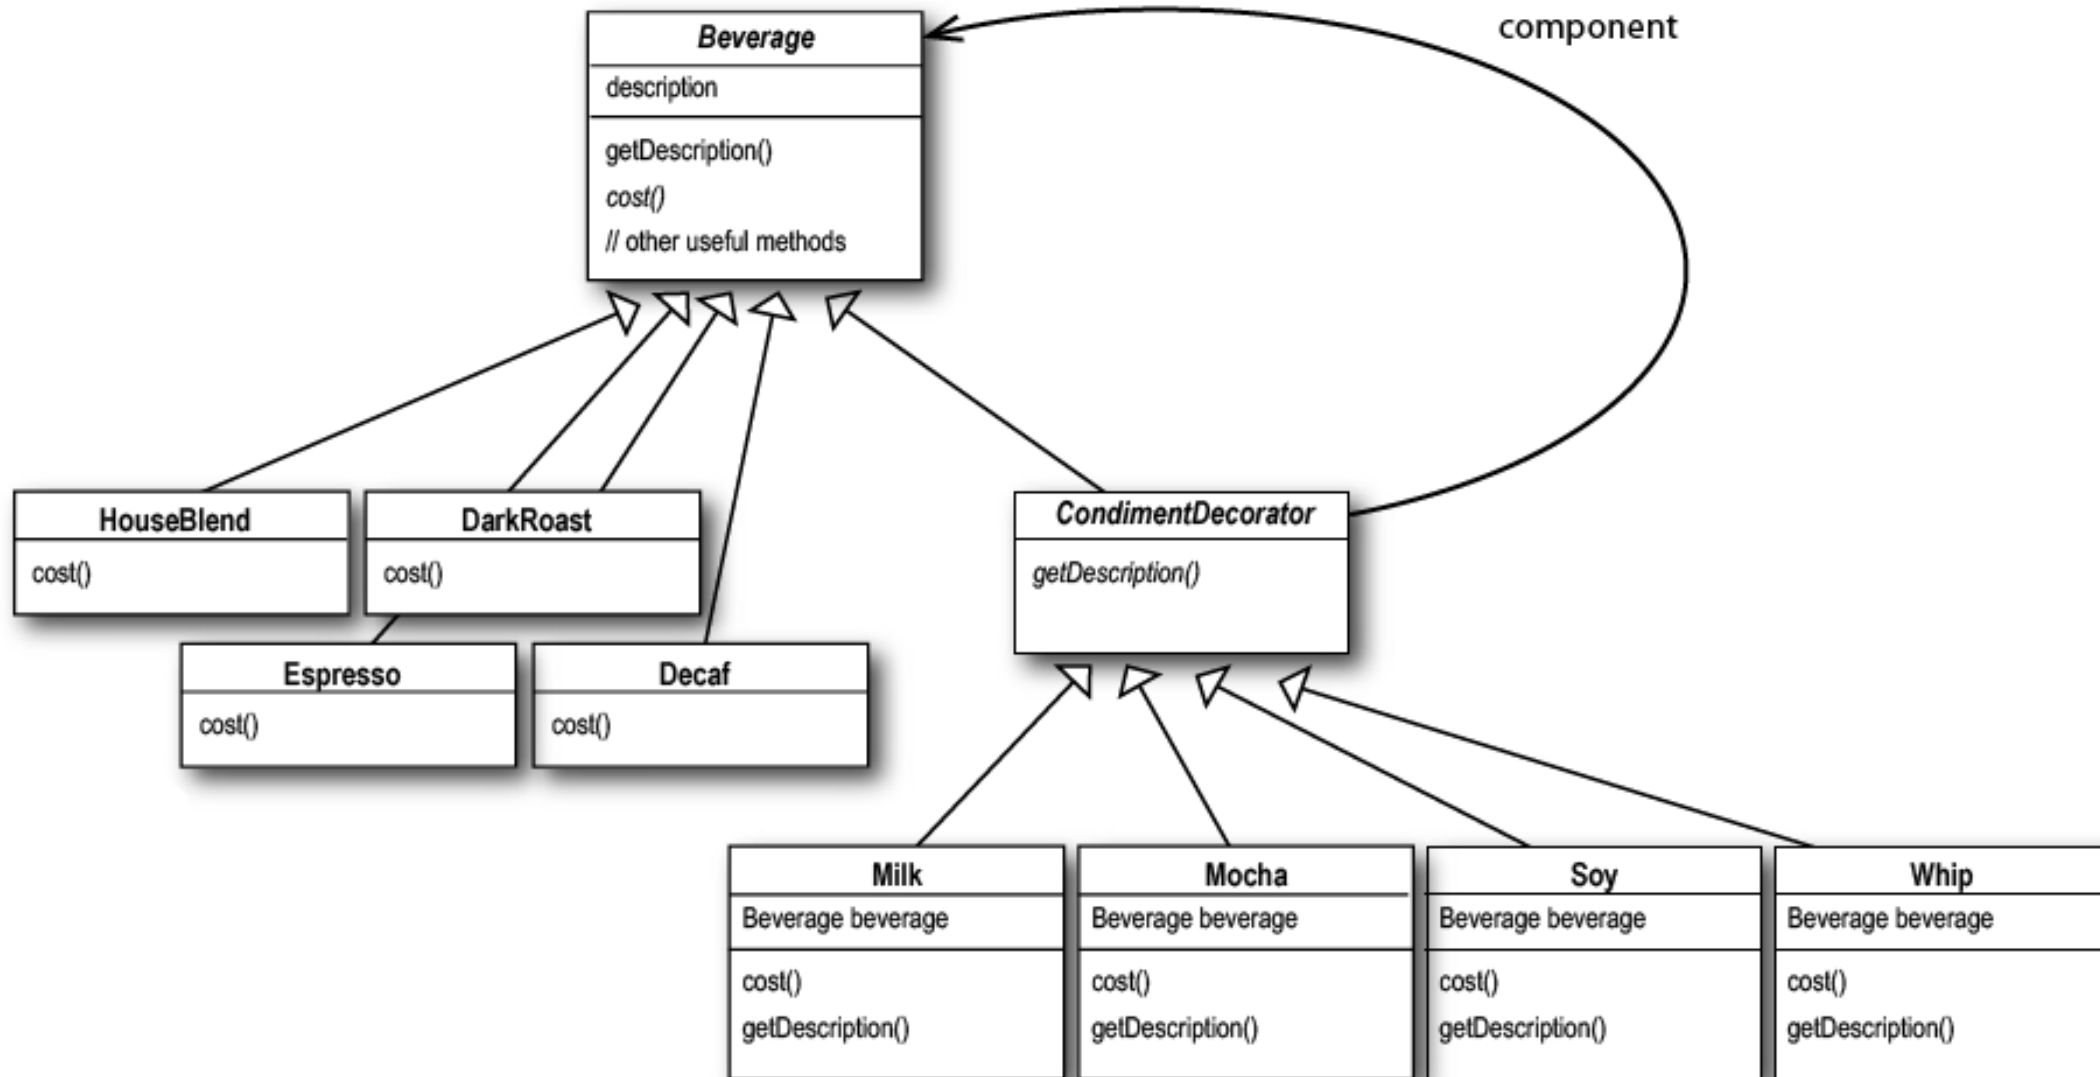 component
Beverage
description
getDescription()
cost()
// other useful methods
HouseBlend
cost()
DarkRoast
cost()
CondimentDecorator
getDescription()
Espresso
cost()
Decaf
cost()
Milk
Beverage beverage
cost()
getDescription()
Mocha
Beverage beverage
cost()
getDescription()
Soy
Beverage beverage
cost()
getDescription()
Whip
Beverage beverage
cost()
getDescription()